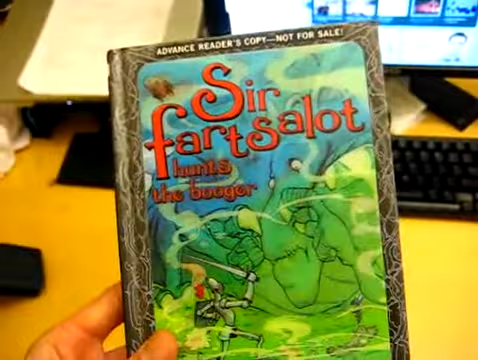 ADVANCE READER'S COPY—NOT FOR SALE!
Sir
fartsalot
hunts
the booger